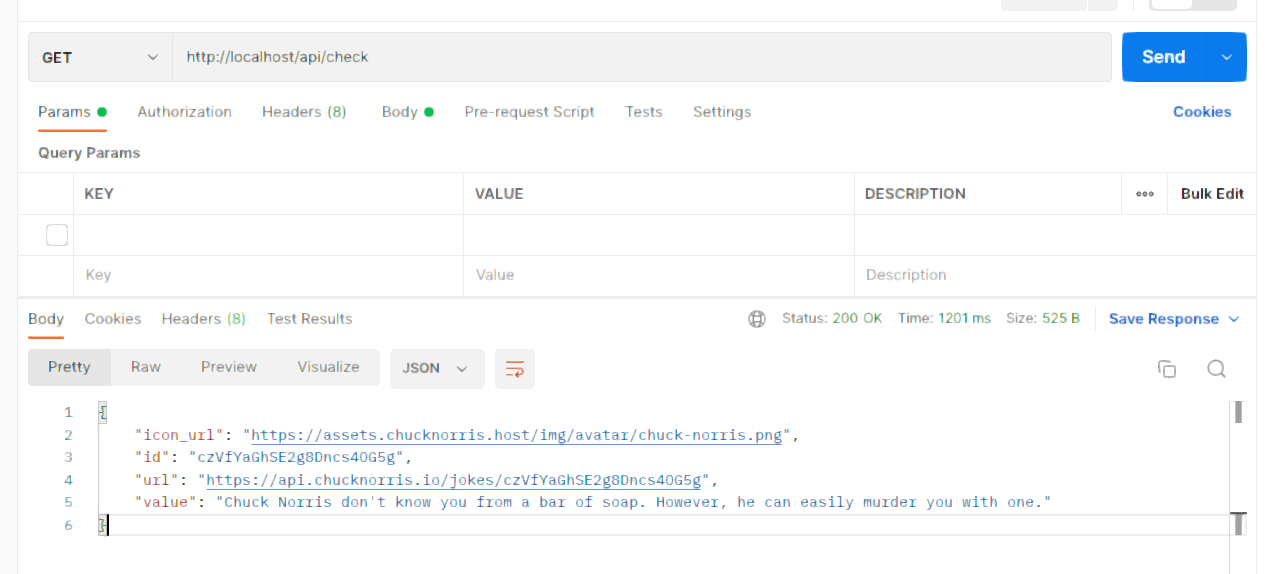 GET http://localhost/api/check Send
Params Authorization Headers (8) Body Pre-request Script Tests Settings Cookies
Query Params
KEY VALUE DESCRIPTION ooo Bulk Edit
Key Value Description
Body Cookies Headers (8) Test Results Status: 200 OK Time: 1201 ms Size: 525 B Save Response
Pretty Raw Preview Visualize JSON
1 {
2 "icon_url": "https://assets.chucknorris.host/img/avatar/chuck-norris.png",
3 "id": "czVfYaGhSE2g8Dncs4OG5g",
4 "url": "https://api.chucknorris.io/jokes/czVfYaGhSE2g8Dncs4OG5g",
5 "value": "Chuck Norris don't know you from a bar of soap. However, he can easily murder you with one."
6 }